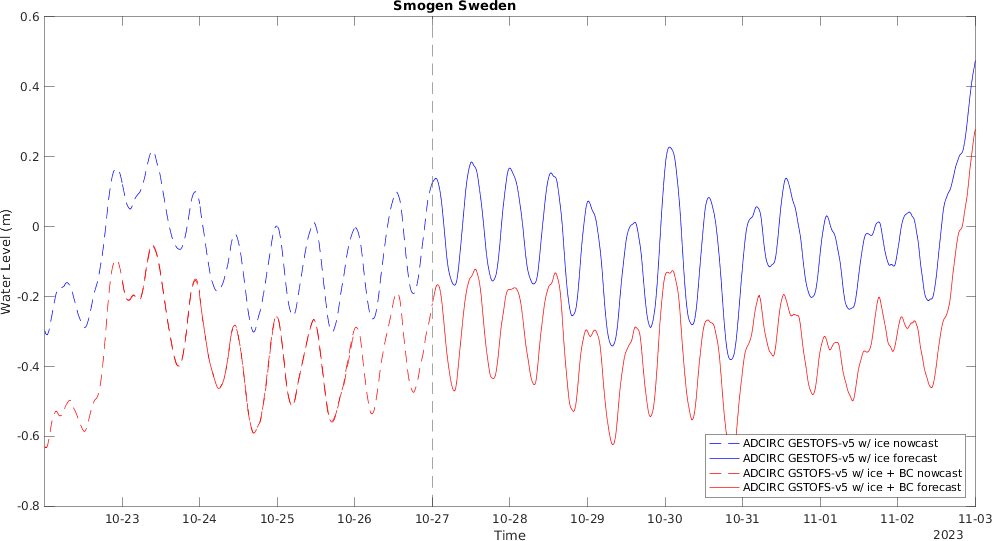 Smogen Sweden
0.6
0.4
0.2
0
-0.2
-0.4
-0.6
-0.8
Water Level (m)
ADCIRC GESTOFS-v5 w/ ice nowcast
ADCIRC GESTOFS-v5 w/ ice forecast
ADCIRC GSTOFS-v5 w/ ice + BC nowcast
ADCIRC GSTOFS-v5 w/ ice + BC forecast
10-23 10-24 10-25 10-26 10-27 10-28 10-29 10-30 10-31 11-01 11-02 11-03
Time
2023